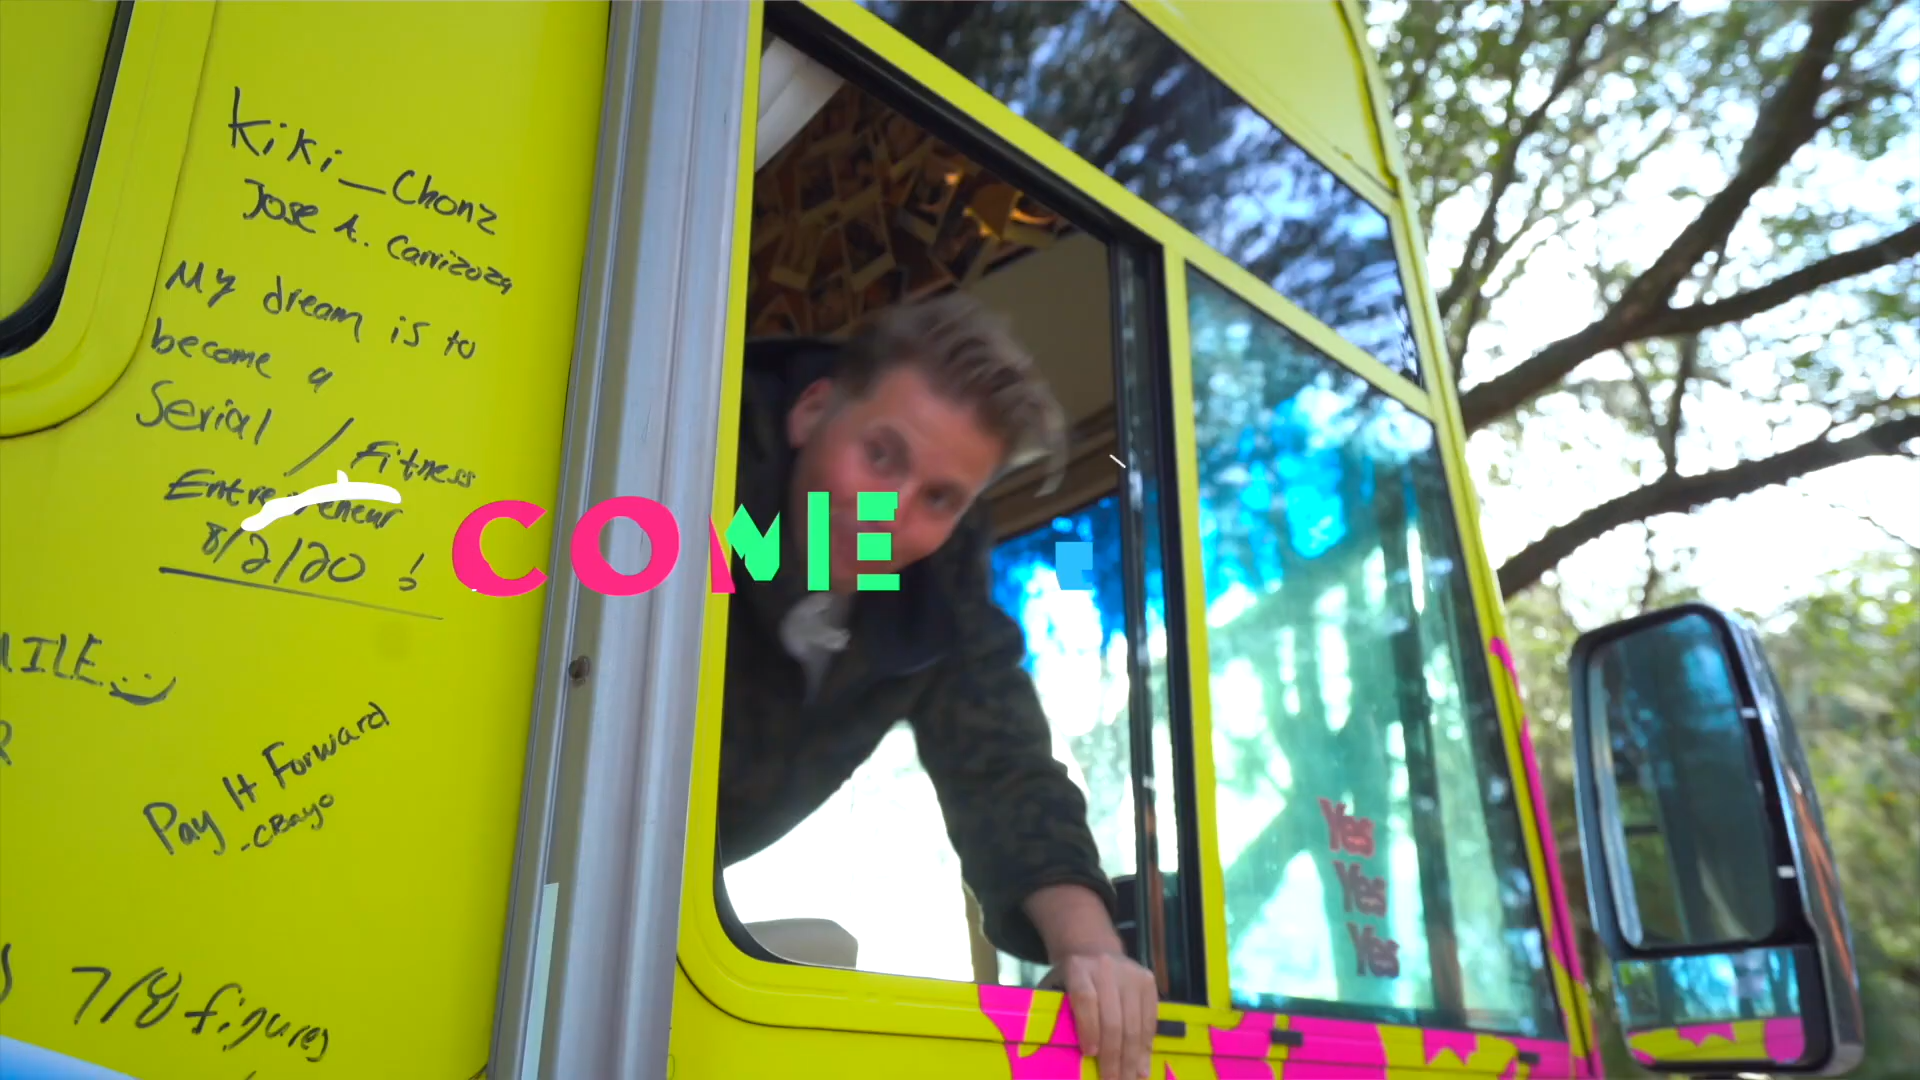 Kiki_Chonz
Jose A. Carrizoza
My dream is to
become a
Serial / Fitness
Entrepreneur
8/2/20 !
Pay It Forward
-CBayo
7/8 figures
COME
Yes
Yes
Yes